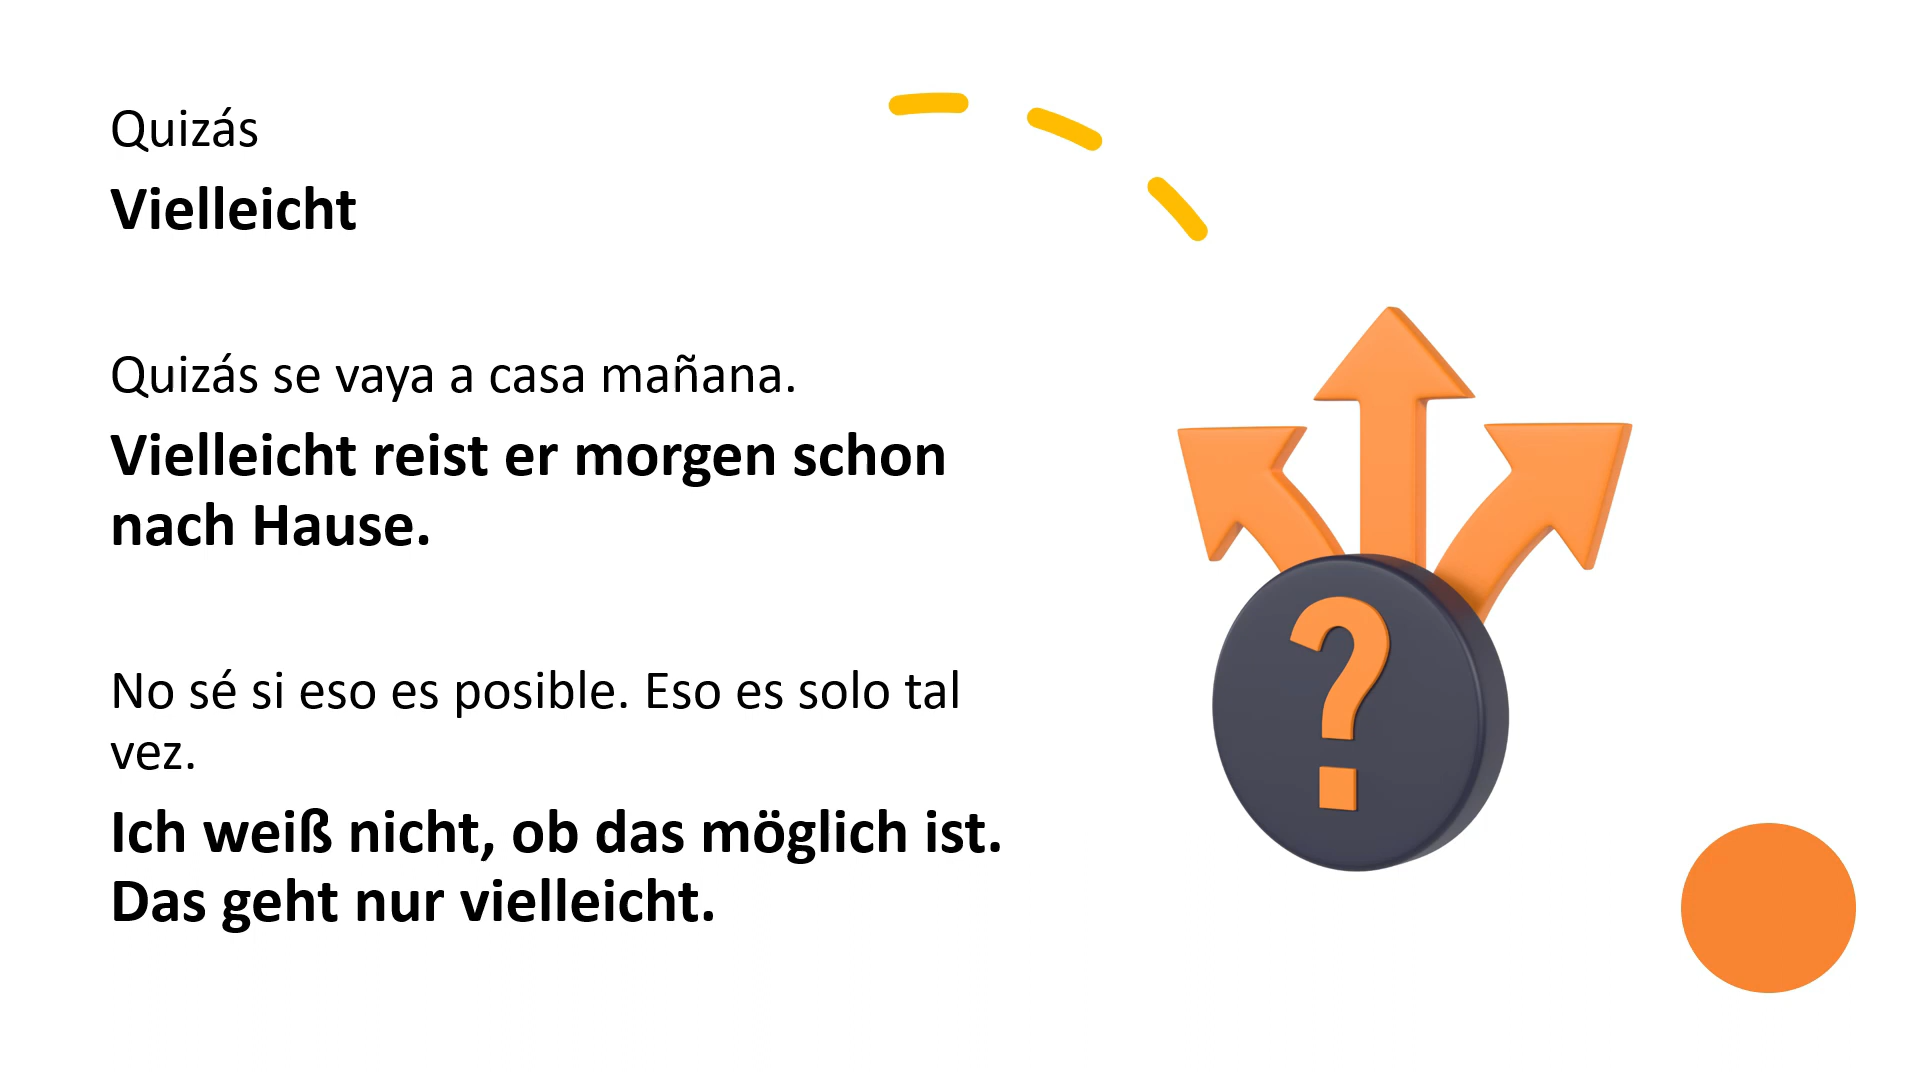 Quizás
Vielleicht
Quizás se vaya a casa mañana.
Vielleicht reist er morgen schon
nach Hause.
No sé si eso es posible. Eso es solo tal
vez.
Ich weiß nicht, ob das möglich ist.
Das geht nur vielleicht.
?